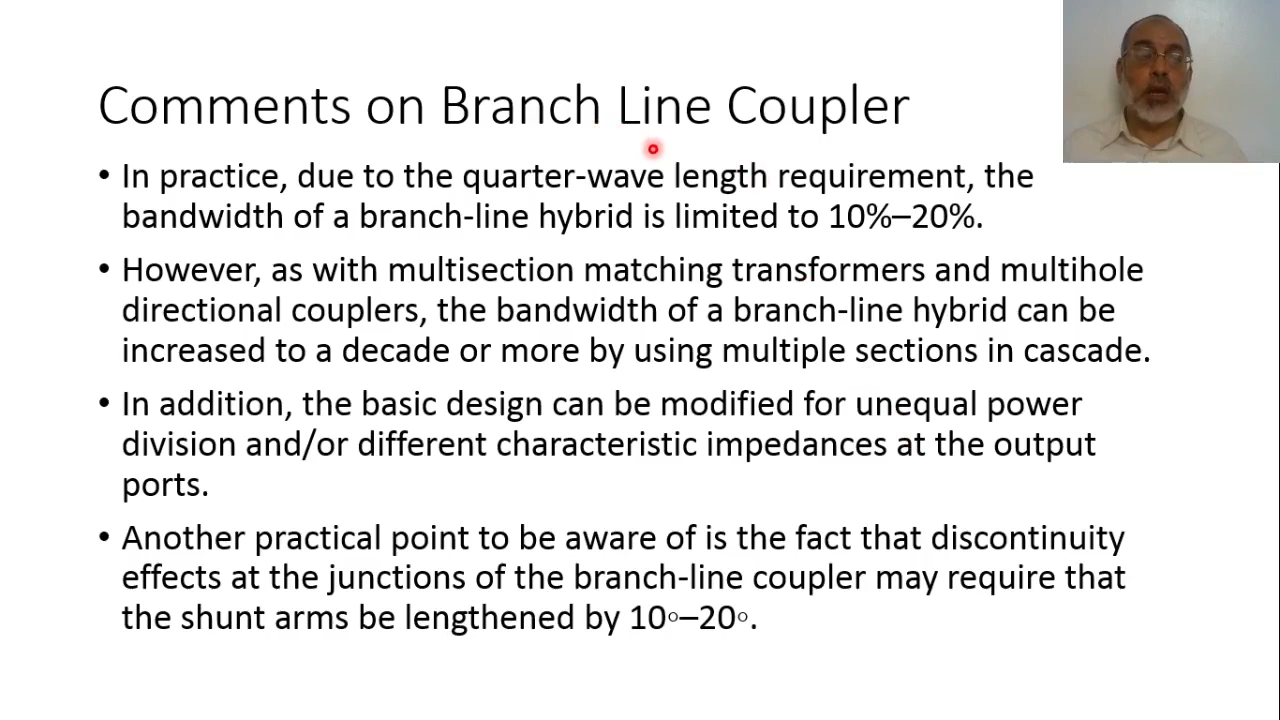 Comments on Branch Line Coupler
• In practice, due to the quarter-wave length requirement, the
bandwidth of a branch-line hybrid is limited to 10%–20%.
• However, as with multisection matching transformers and multihole
directional couplers, the bandwidth of a branch-line hybrid can be
increased to a decade or more by using multiple sections in cascade.
• In addition, the basic design can be modified for unequal power
division and/or different characteristic impedances at the output
ports.
• Another practical point to be aware of is the fact that discontinuity
effects at the junctions of the branch-line coupler may require that
the shunt arms be lengthened by 10◦–20◦.